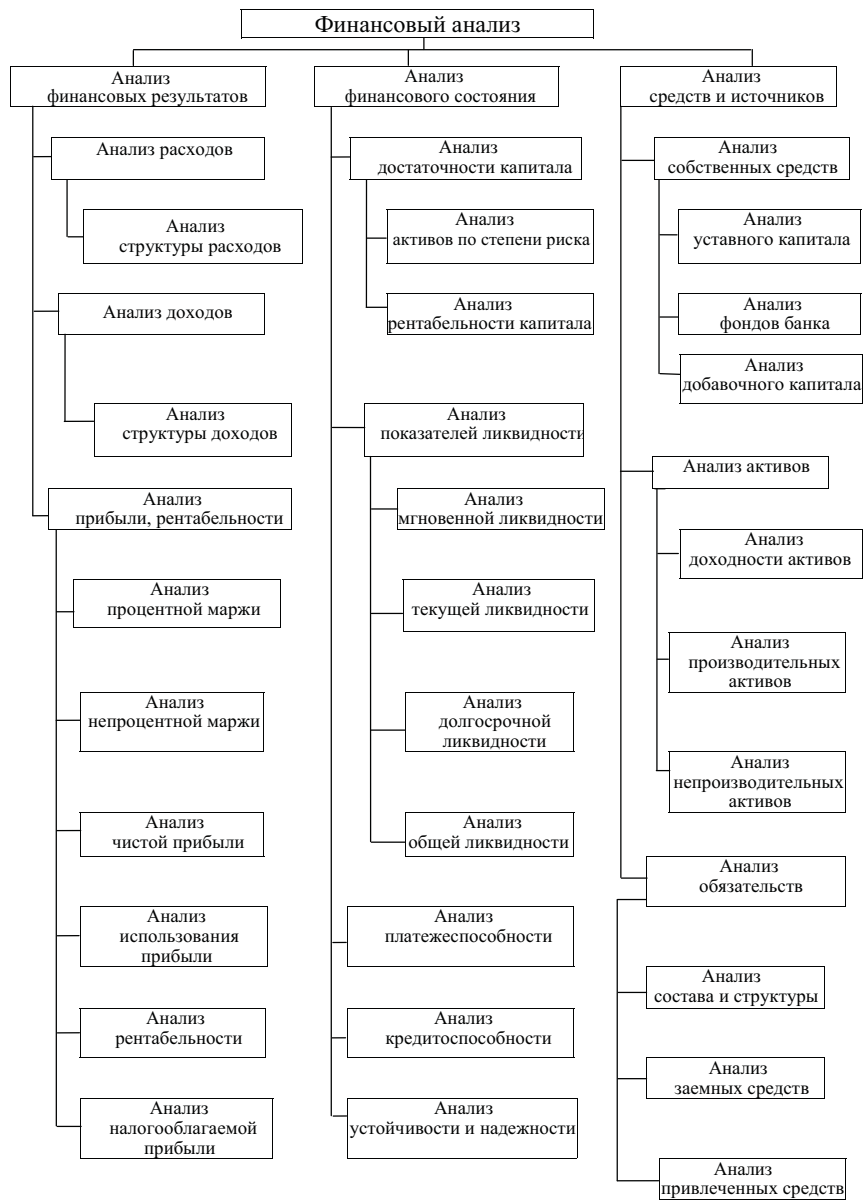 Финансовый анализ
Анализ
финансовых результатов
Анализ расходов
Анализ
структуры расходов
Анализ доходов
Анализ
структуры доходов
Анализ
прибыли, рентабельности
Анализ
процентной маржи
Анализ
непроцентной маржи
Анализ
чистой прибыли
Анализ
использования
прибыли
Анализ
рентабельности
Анализ
налогооблагаемой
прибыли
Анализ
финансового состояния
Анализ
достаточности капитала
Анализ
активов по степени риска
Анализ
рентабельности капитала
Анализ
показателей ликвидности
Анализ
мгновенной ликвидности
Анализ
текущей ликвидности
Анализ
долгосрочной
ликвидности
Анализ
общей ликвидности
Анализ
платежеспособности
Анализ
кредитоспособности
Анализ
устойчивости и надежности
Анализ
средств и источников
Анализ
собственных средств
Анализ
уставного капитала
Анализ
фондов банка
Анализ
добавочного капитала
Анализ активов
Анализ
доходности активов
Анализ
производительных
активов
Анализ
непроизводительных
активов
Анализ
обязательств
Анализ
состава и структуры
Анализ
заемных средств
Анализ
привлеченных средств